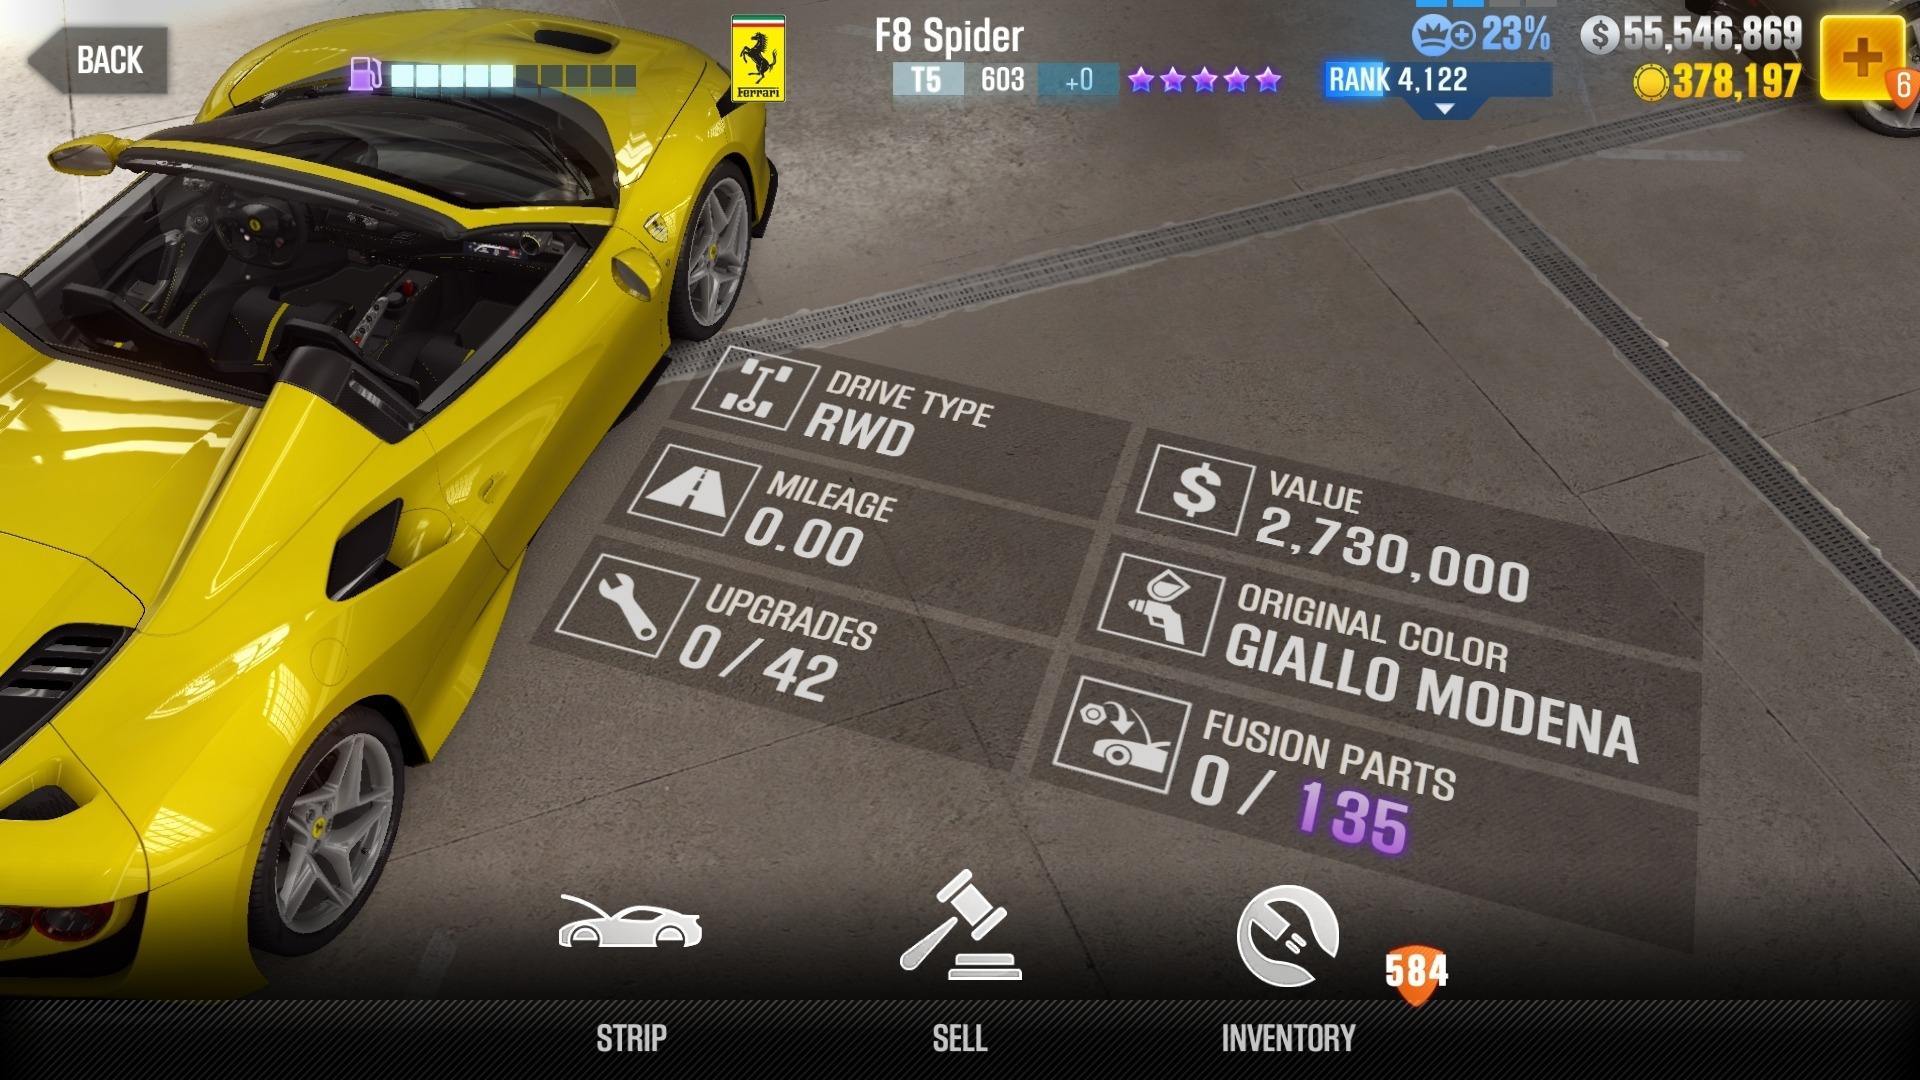 BACK
Ferrari
F8 Spider
T5 603 +0
23%
RANK 4,122
55,546,869
378,197
6
DRIVE TYPE
RWD
MILEAGE
0.00
UPGRADES
0/42
VALUE
2,730,000
ORIGINAL COLOR
GIALLO MODENA
FUSION PARTS
0/ 135
STRIP
SELL
584
INVENTORY